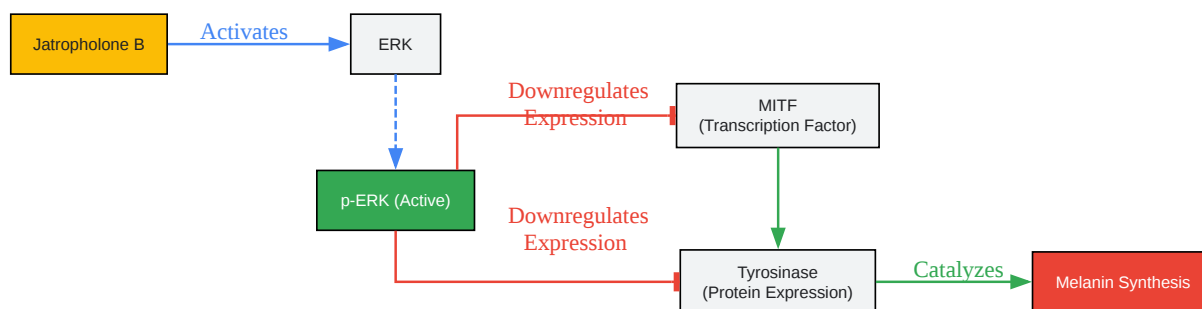 Jatropholone B
Activates
ERK
Downregulates
Expression
MITF
(Transcription Factor)
p-ERK (Active)
Downregulates
Expression
Tyrosinase
(Protein Expression)
Catalyzes
Melanin Synthesis